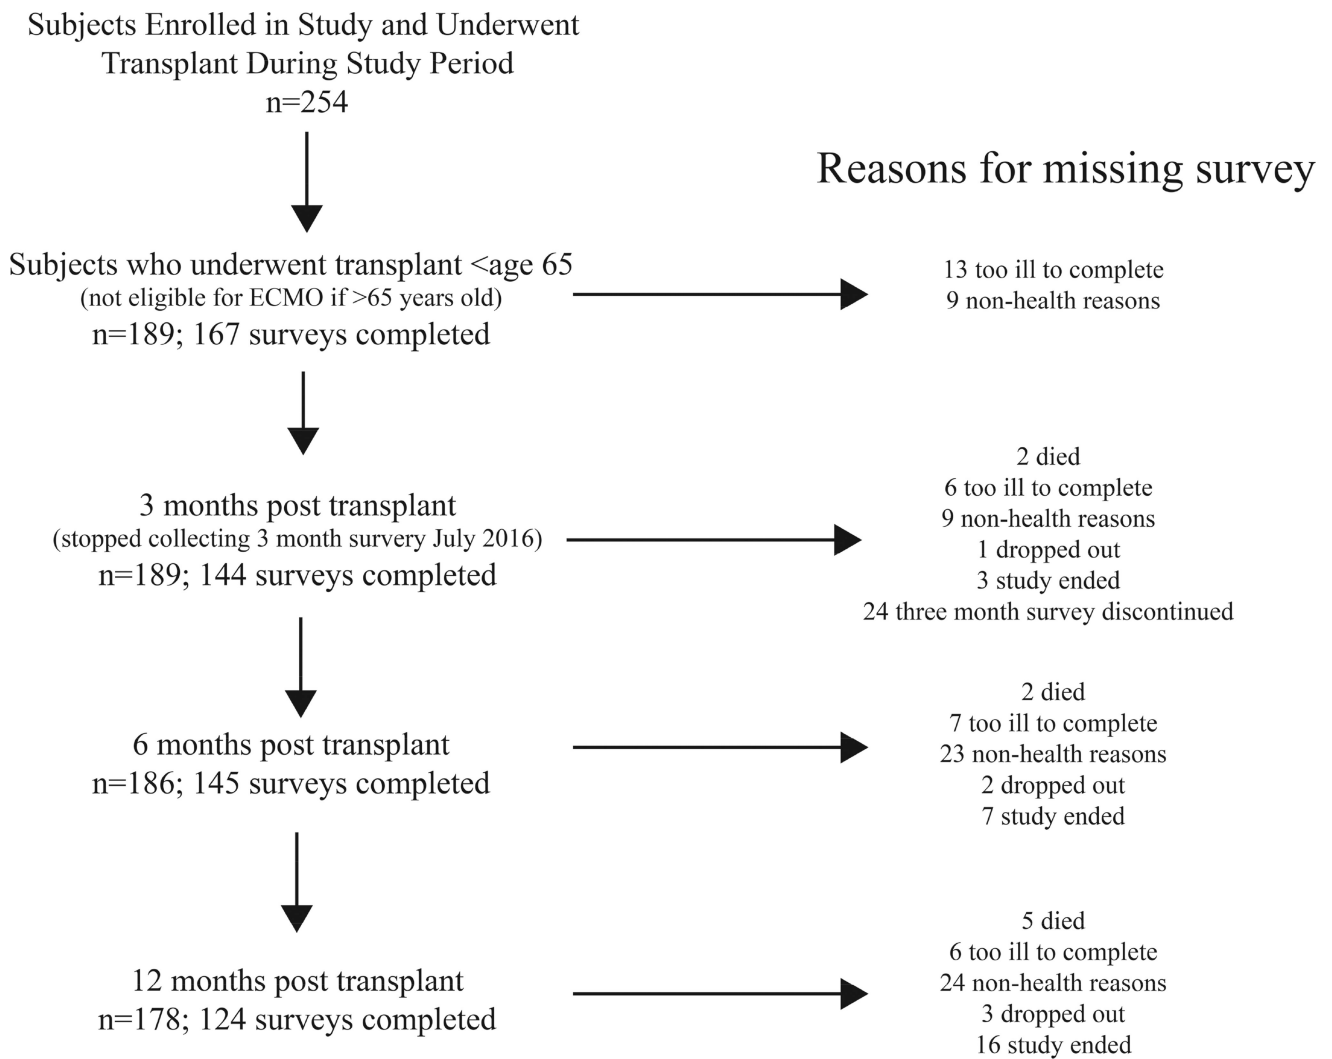 Subjects Enrolled in Study and Underwent
Transplant During Study Period
n=254
Reasons for missing survey
Subjects who underwent transplant <age 65
(not eligible for ECMO if >65 years old)
n=189; 167 surveys completed
13 too ill to complete
9 non-health reasons
3 months post transplant
(stopped collecting 3 month survery July 2016)
n=189; 144 surveys completed
2 died
6 too ill to complete
9 non-health reasons
1 dropped out
3 study ended
24 three month survey discontinued
6 months post transplant
n=186; 145 surveys completed
2 died
7 too ill to complete
23 non-health reasons
2 dropped out
7 study ended
12 months post transplant
n=178; 124 surveys completed
5 died
6 too ill to complete
24 non-health reasons
3 dropped out
16 study ended